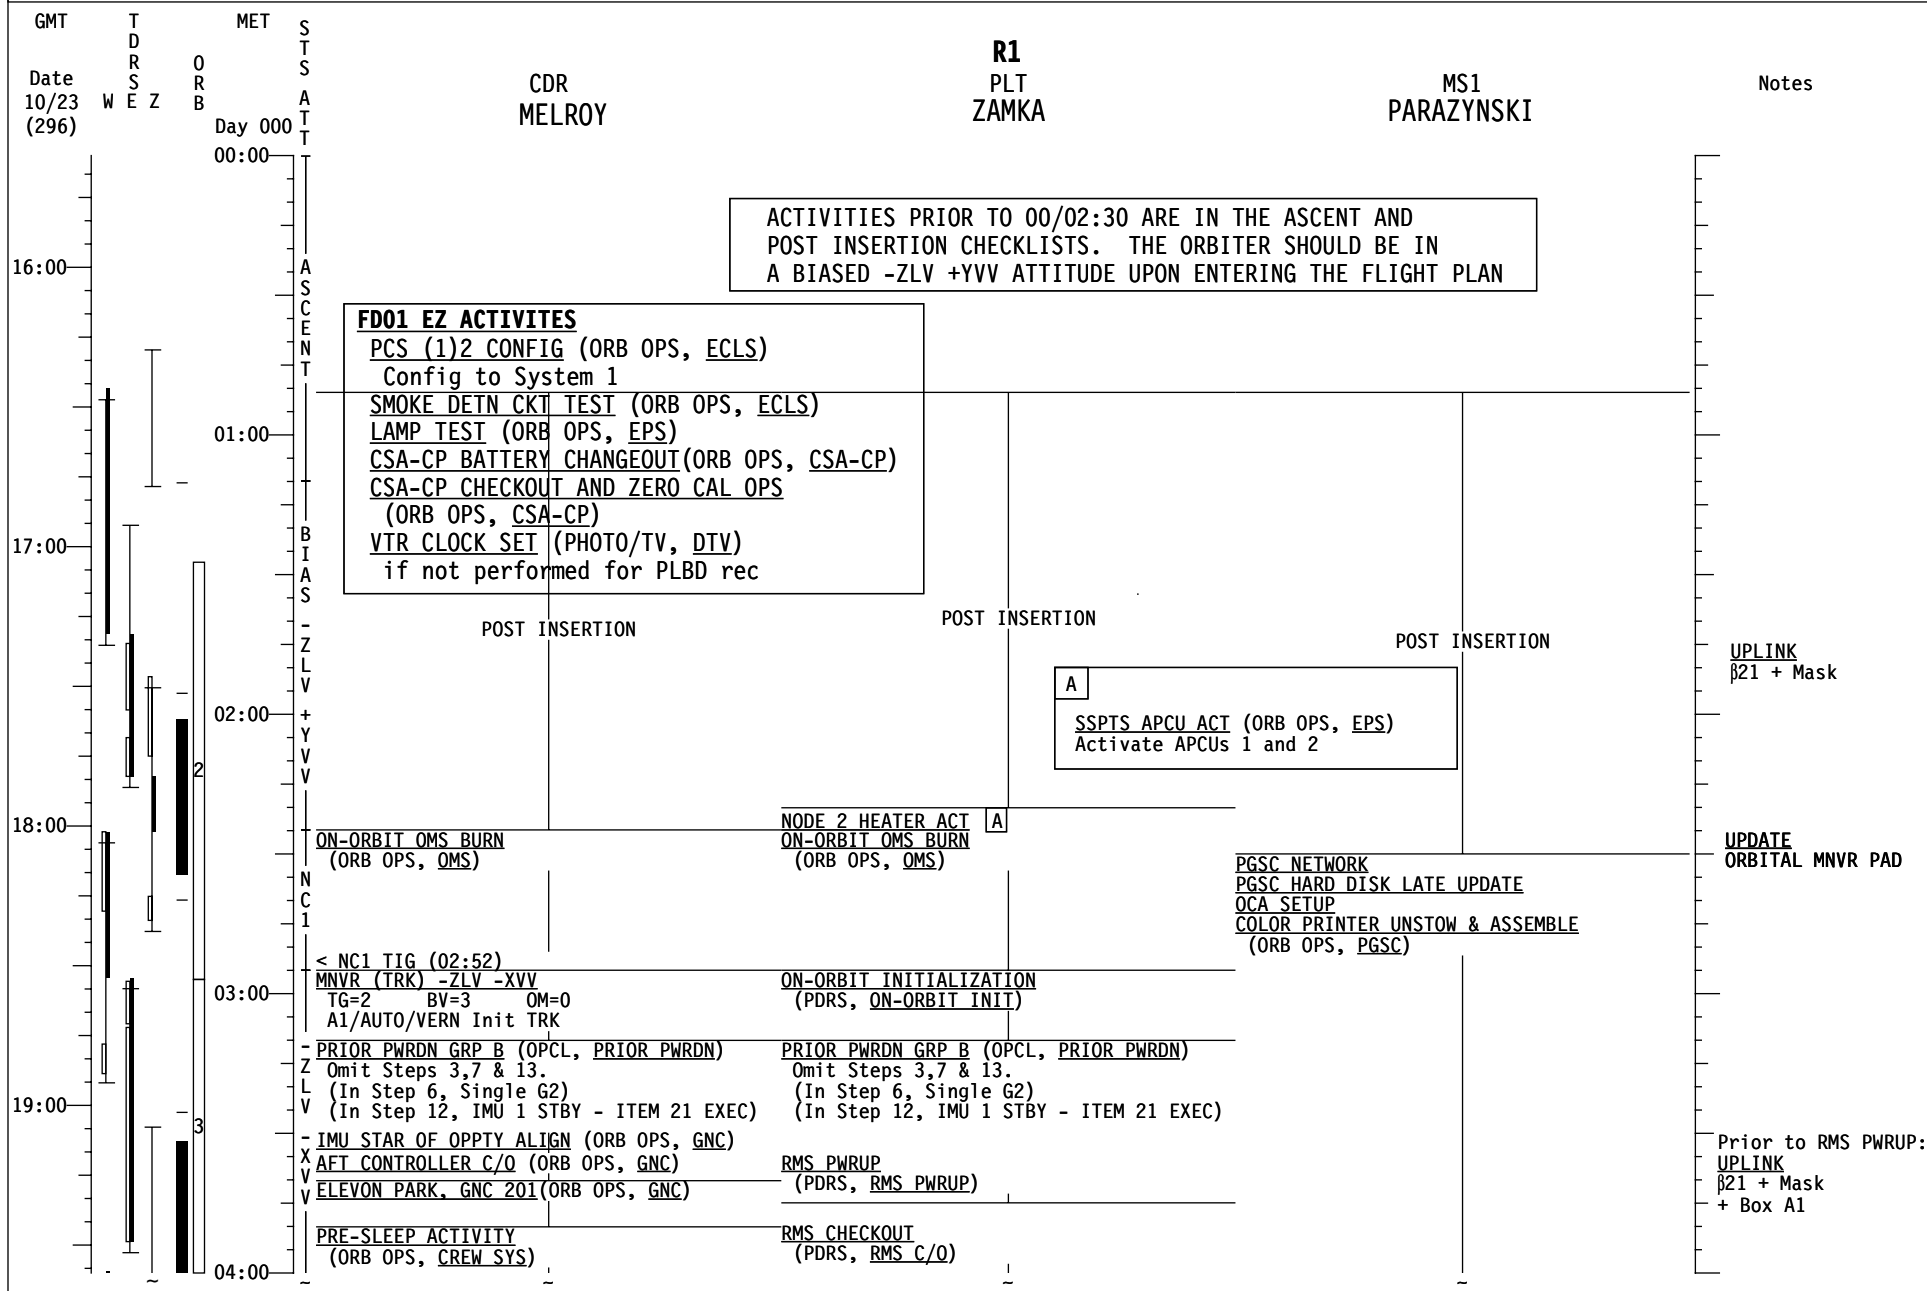 GMT
TDRS
MET
STS ATT
ORB
Date
10/23
(296)
W E Z
Day 000
R1
CDR
MELROY
PLT
ZAMKA
MS1
PARAZYNSKI
Notes
00:00
16:00
01:00
17:00
02:00
18:00
03:00
19:00
04:00
2
3
ASCENT
BIAS -ZLV +YVV
NC1
-ZLV -XVV
ACTIVITIES PRIOR TO 00/02:30 ARE IN THE ASCENT AND
POST INSERTION CHECKLISTS. THE ORBITER SHOULD BE IN
A BIASED -ZLV +YVV ATTITUDE UPON ENTERING THE FLIGHT PLAN
FD01 EZ ACTIVITES
PCS (1)2 CONFIG (ORB OPS, ECLS)
Config to System 1
SMOKE DETN CKT TEST (ORB OPS, ECLS)
LAMP TEST (ORB OPS, EPS)
CSA-CP BATTERY CHANGEOUT(ORB OPS, CSA-CP)
CSA-CP CHECKOUT AND ZERO CAL OPS
(ORB OPS, CSA-CP)
VTR CLOCK SET (PHOTO/TV, DTV)
if not performed for PLBD rec
POST INSERTION
POST INSERTION
POST INSERTION
UPLINK
β21 + Mask
A
SSPTS APCU ACT (ORB OPS, EPS)
Activate APCUs 1 and 2
ON-ORBIT OMS BURN
(ORB OPS, OMS)
NODE 2 HEATER ACT A
ON-ORBIT OMS BURN
(ORB OPS, OMS)
UPDATE
ORBITAL MNVR PAD
PGSC NETWORK
PGSC HARD DISK LATE UPDATE
OCA SETUP
COLOR PRINTER UNSTOW & ASSEMBLE
(ORB OPS, PGSC)
< NC1 TIG (02:52)
MNVR (TRK) -ZLV -XVV
TG=2 BV=3 OM=0
A1/AUTO/VERN Init TRK
ON-ORBIT INITIALIZATION
(PDRS, ON-ORBIT INIT)
PRIOR PWRDN GRP B (OPCL, PRIOR PWRDN)
Omit Steps 3,7 & 13.
(In Step 6, Single G2)
(In Step 12, IMU 1 STBY - ITEM 21 EXEC)
PRIOR PWRDN GRP B (OPCL, PRIOR PWRDN)
Omit Steps 3,7 & 13.
(In Step 6, Single G2)
(In Step 12, IMU 1 STBY - ITEM 21 EXEC)
IMU STAR OF OPPTY ALIGN (ORB OPS, GNC)
AFT CONTROLLER C/O (ORB OPS, GNC)
ELEVON PARK, GNC 201(ORB OPS, GNC)
RMS PWRUP
(PDRS, RMS PWRUP)
Prior to RMS PWRUP:
UPLINK
β21 + Mask
+ Box A1
PRE-SLEEP ACTIVITY
(ORB OPS, CREW SYS)
RMS CHECKOUT
(PDRS, RMS C/O)
~ ~ ~ ~ ~